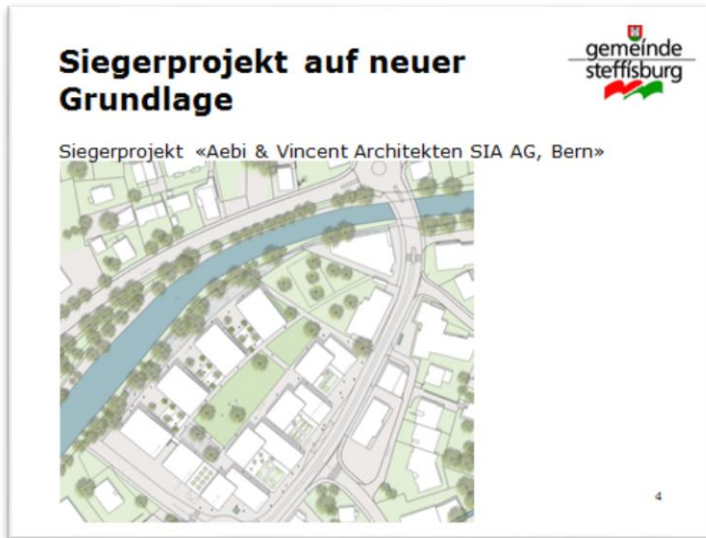 Siegerprojekt auf neuer
Grundlage
gemeinde
steffisburg
Siegerprojekt «Aebi & Vincent Architekten SIA AG, Bern»
4